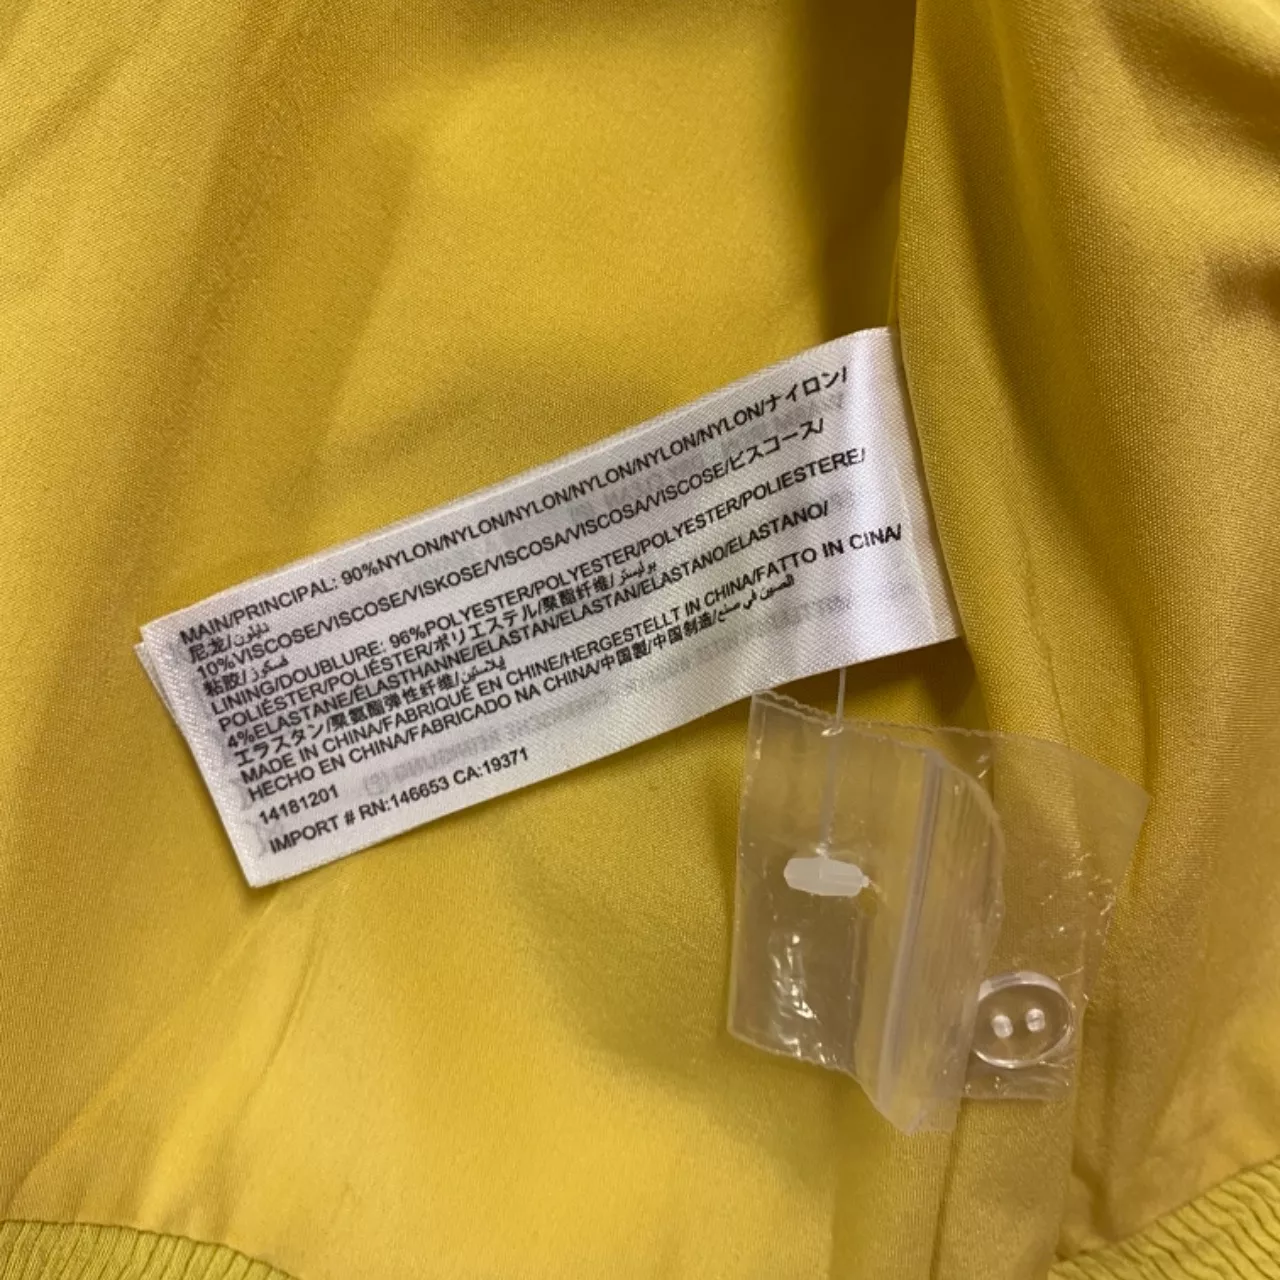 MAIN/PRINCIPAL: 90%NYLON/NYLON/NYLON/NYLON/NYLON/NYLON/ナイロン/
尼龙/نايلون
10%VISCOSE/VISCOSE/VISKOSE/VISCOSA/VISCOSA/VISCOSE/ビスコース/
粘胶/فسكوز
LINING/DOUBLURE: 96%POLYESTER/POLYESTER/POLYESTER/POLIESTERE/
POLIÉSTER/POLIÉSTER/ポリエステル/聚酯纤维/بوليستر
4%ELASTANE/ÉLASTHANNE/ELASTAN/ELASTAN/ELASTANO/ELASTANO/
エラスタン/聚氨酯弹性纤维/
MADE IN CHINA/FABRIQUÉ EN CHINE/HERGESTELLT IN CHINA/FATTO IN CINA/
HECHO EN CHINA/FABRICADO NA CHINA/中国製/中国制造/الصين في صنع
14181201
IMPORT # RN:146653 CA:19371